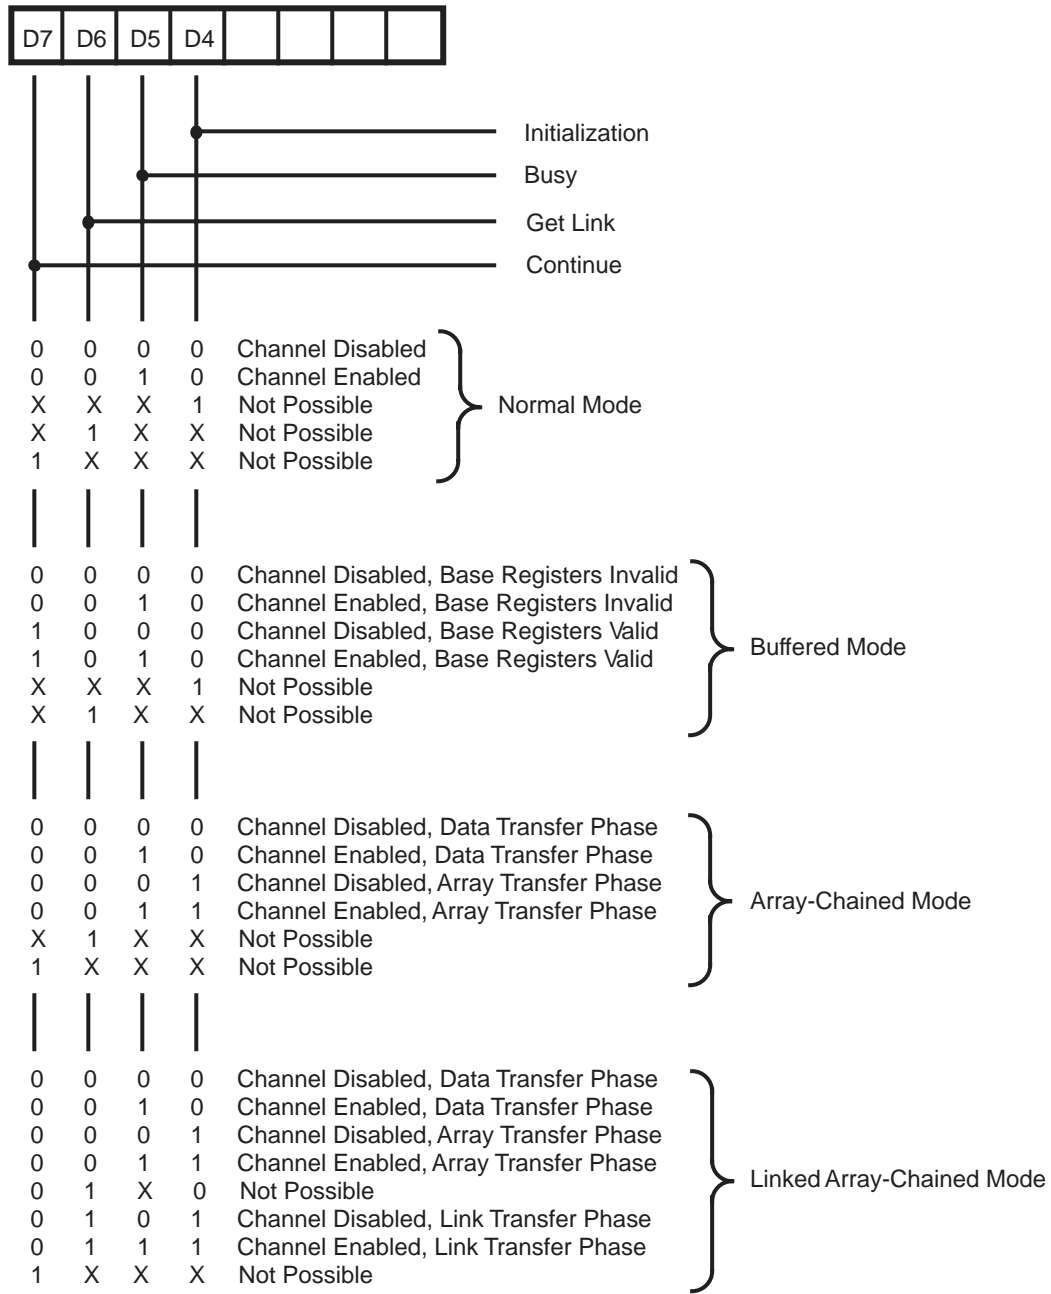 D7 D6 D5 D4
Initialization
Busy
Get Link
Continue
0 0 0 0 Channel Disabled
0 0 1 0 Channel Enabled
X X X 1 Not Possible
Normal Mode
X 1 X X Not Possible
1 X X X Not Possible
0 0 0 0 Channel Disabled, Base Registers Invalid
0 0 1 0 Channel Enabled, Base Registers Invalid
1 0 0 0 Channel Disabled, Base Registers Valid
Buffered Mode
1 0 1 0 Channel Enabled, Base Registers Valid
X X X 1 Not Possible
X 1 X X Not Possible
0 0 0 0 Channel Disabled, Data Transfer Phase
0 0 1 0 Channel Enabled, Data Transfer Phase
0 0 0 1 Channel Disabled, Array Transfer Phase
Array-Chained Mode
0 0 1 1 Channel Enabled, Array Transfer Phase
X 1 X X Not Possible
1 X X X Not Possible
0 0 0 0 Channel Disabled, Data Transfer Phase
0 0 1 0 Channel Enabled, Data Transfer Phase
0 0 0 1 Channel Disabled, Array Transfer Phase
0 0 1 1 Channel Enabled, Array Transfer Phase
Linked Array-Chained Mode
0 1 X 0 Not Possible
0 1 0 1 Channel Disabled, Link Transfer Phase
0 1 1 1 Channel Enabled, Link Transfer Phase
1 X X X Not Possible